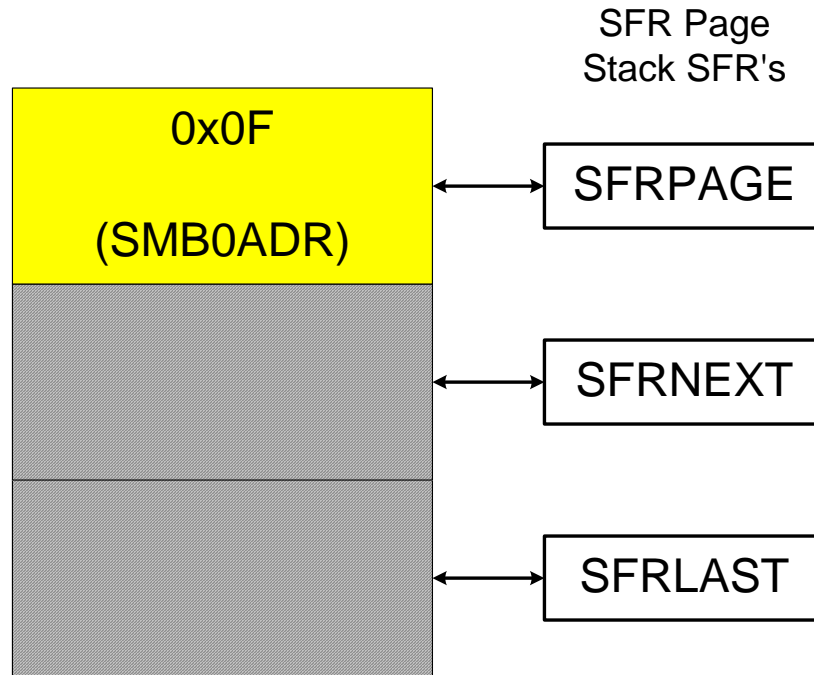 SFR Page
Stack SFR's
0x0F
(SMB0ADR)
SFRPAGE
SFRNEXT
SFRLAST